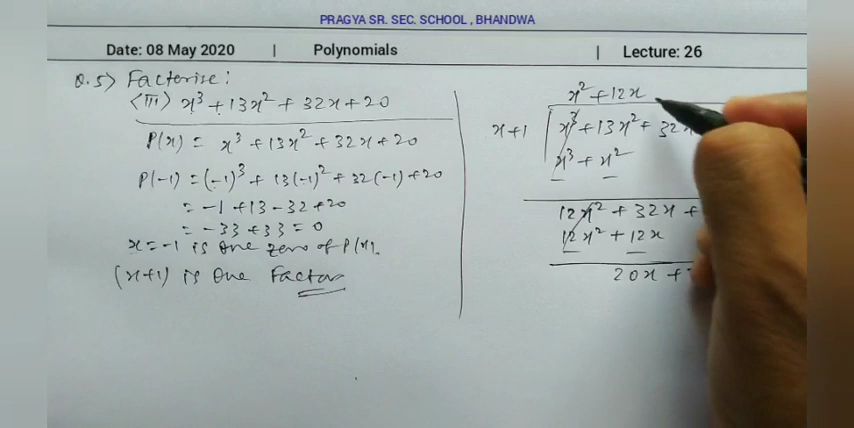 PRAGYA SR. SEC. SCHOOL , BHANDWA
Date: 08 May 2020 | Polynomials | Lecture: 26
Q.5> Factorise:
<III> x³ + 13x² + 32x + 20
P(x) = x³ + 13x² + 32x + 20
P(-1) = (-1)³ + 13(-1)² + 32(-1) + 20
= -1 + 13 - 32 + 20
= -33 + 33 = 0
x = -1 is one zero of P(x).
(x+1) is one Factor
x² + 12x
x+1 x³ + 13x² + 32x
x³ + x²
— —
12x² + 32x +
12x² + 12x
— —
20x +